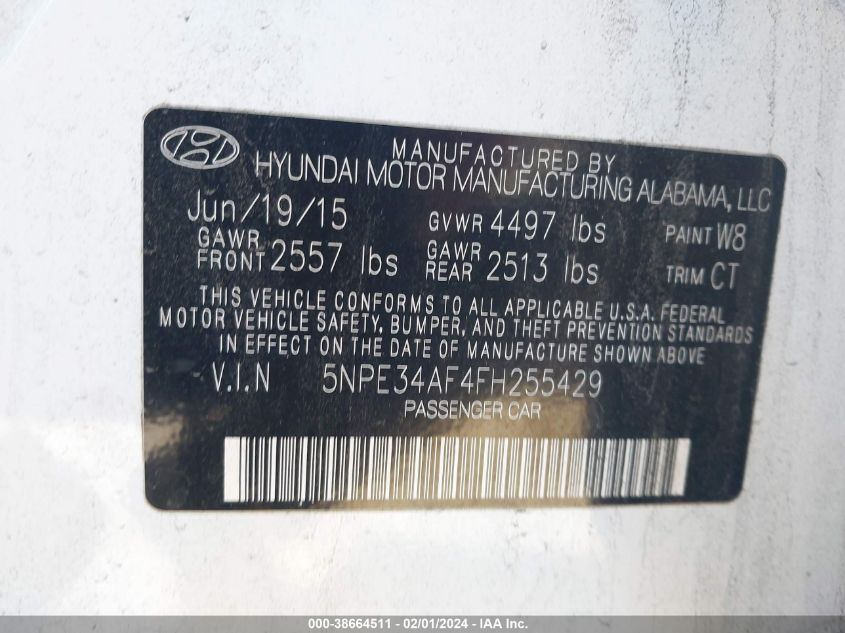 MANUFACTURED BY
HYUNDAI MOTOR MANUFACTURING ALABAMA, LLC
Jun/19/15 GVWR 4497 lbs PAINT W8
GAWR FRONT 2557 lbs GAWR REAR 2513 lbs TRIM CT
THIS VEHICLE CONFORMS TO ALL APPLICABLE U.S.A. FEDERAL
MOTOR VEHICLE SAFETY, BUMPER, AND THEFT PREVENTION STANDARDS
IN EFFECT ON THE DATE OF MANUFACTURE SHOWN ABOVE
V.I.N 5NPE34AF4FH255429
PASSENGER CAR
000-38664511 - 02/01/2024 - IAA Inc.